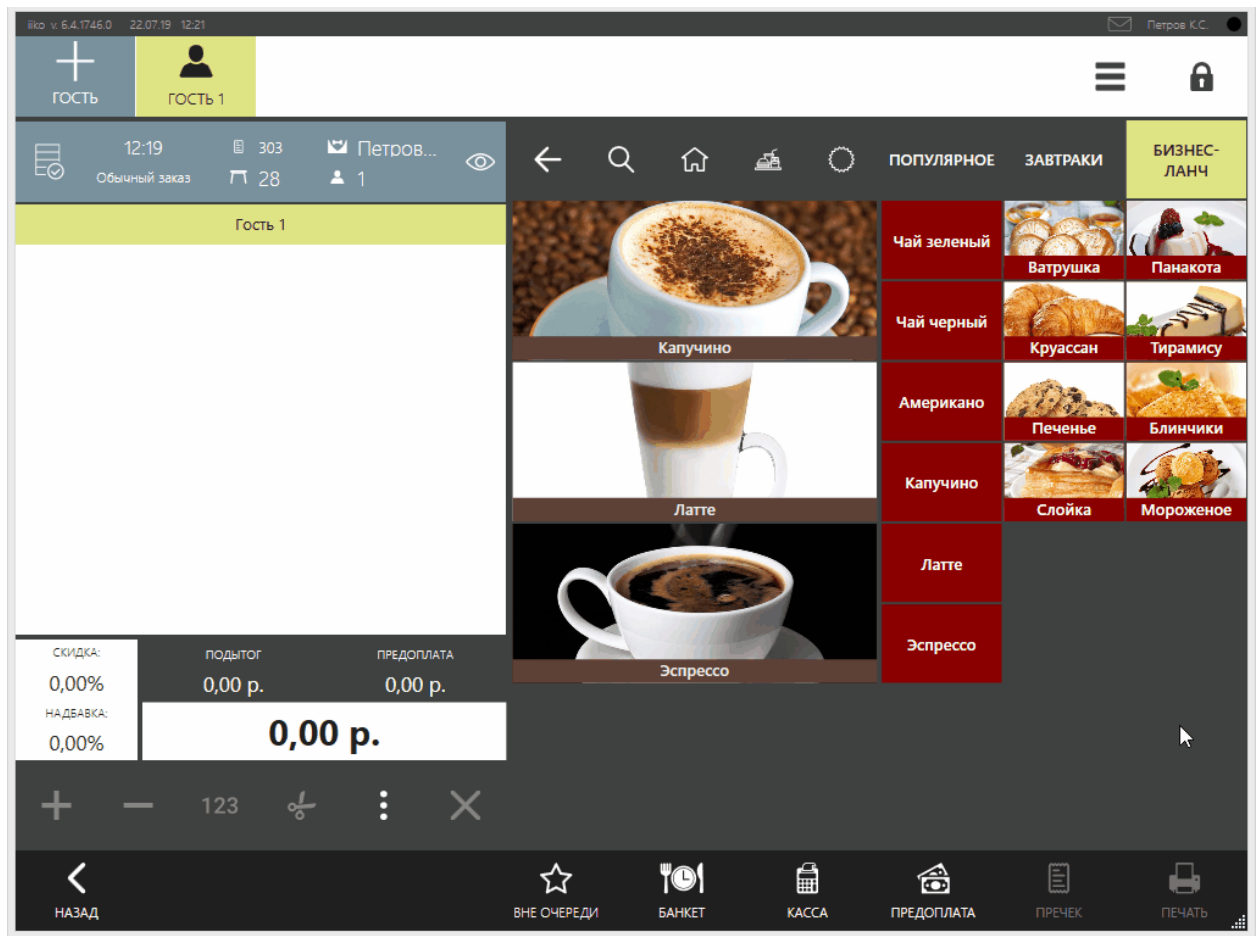 iiko v. 6.4.1746.0 22.07.19 12:21
Петров К.С.
ГОСТЬ
ГОСТЬ 1
12:19
303
Петров...
Обычный заказ
28
1
ПОПУЛЯРНОЕ
ЗАВТРАКИ
БИЗНЕС-
ЛАНЧ
Гость 1
Капучино
Латте
Эспрессо
Чай зеленый
Ватрушка
Панакота
Чай черный
Круассан
Тирамису
Американо
Печенье
Блинчики
Капучино
Слойка
Мороженое
Латте
Эспрессо
СКИДКА:
ПОДЫТОГ
ПРЕДОПЛАТА
0,00%
0,00 р.
0,00 р.
НАДБАВКА:
0,00%
0,00 р.
123
НАЗАД
ВНЕ ОЧЕРЕДИ
БАНКЕТ
КАССА
ПРЕДОПЛАТА
ПРЕЧЕК
ПЕЧАТЬ